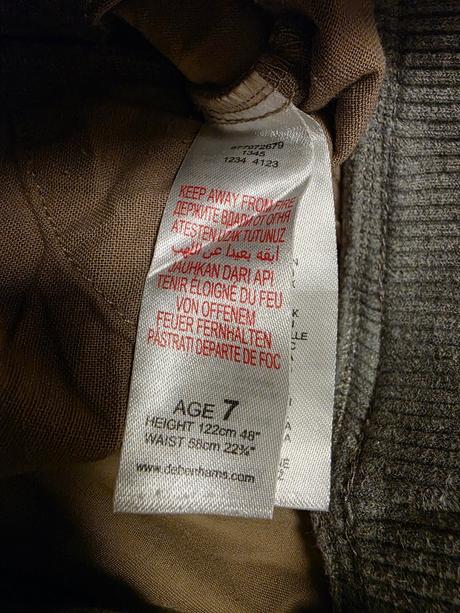 1345
1234 4123
KEEP AWAY FROM FIRE
ДЕРЖИТЕ ВДАЛИ ОТ ОГНЯ
ATESTEN UZAK TUTUNUZ
أبقه بعيدا عن اللهب
JAUHKAN DARI API
TENIR ÉLOIGNÉ DU FEU
VON OFFENEM
FEUER FERNHALTEN
PĂSTRATI DEPARTE DE FOC
AGE 7
HEIGHT 122cm 48"
WAIST 58cm 22¾"
www.debenhams.com